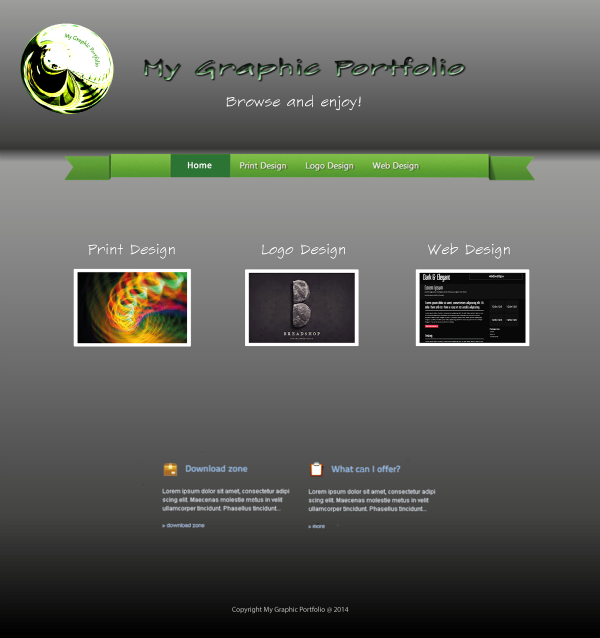 My Graphic Portfolio
My Graphic Portfolio
Browse and enjoy!
Home Print Design Logo Design Web Design
Print Design Logo Design Web Design
BREADSHOP
Dark & Elegant
Lorem ipsum
Download zone
Lorem ipsum dolor sit amet, consectetur adipi
scing elit. Maecenas molestie metus in velit
ullamcorper tincidunt. Phasellus tincidunt...
» download zone
What can I offer?
Lorem ipsum dolor sit amet, consectetur adipi
scing elit. Maecenas molestie metus in velit
ullamcorper tincidunt. Phasellus tincidunt...
» more
Copyright My Graphic Portfolio @ 2014